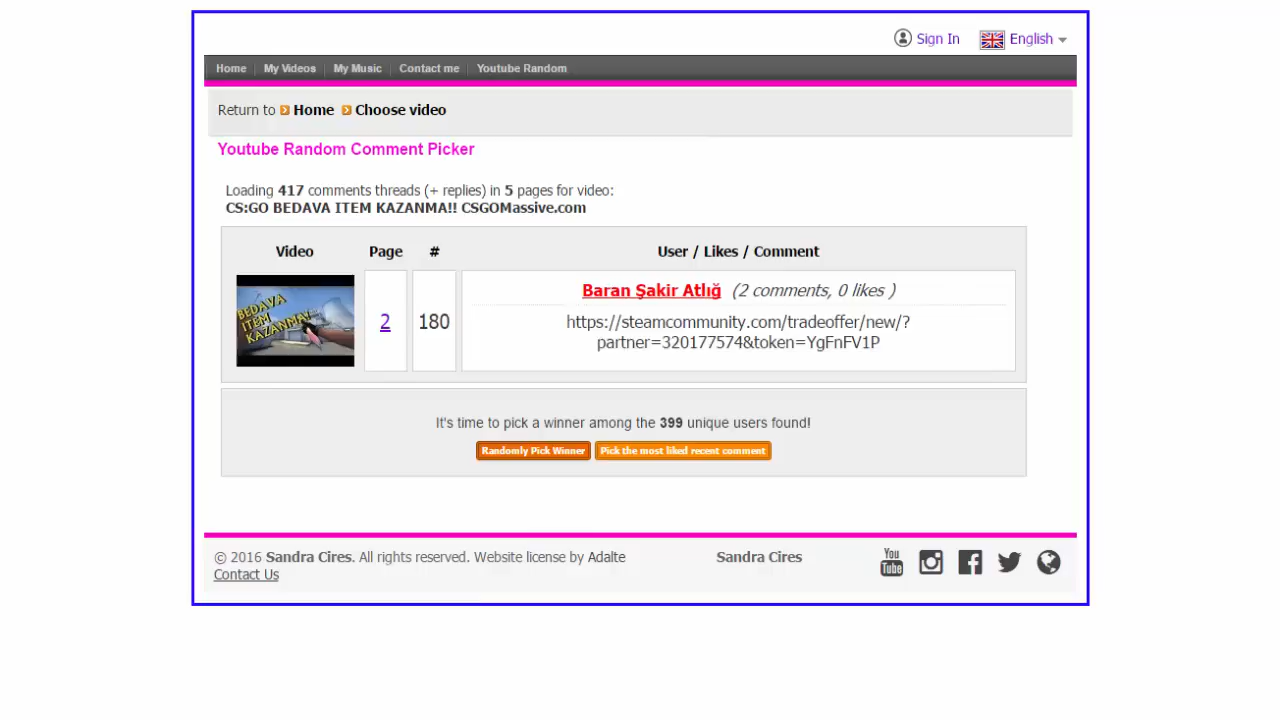 Sign In English
Home My Videos My Music Contact me Youtube Random
Return to Home Choose video
Youtube Random Comment Picker
Loading 417 comments threads (+ replies) in 5 pages for video:
CS:GO BEDAVA ITEM KAZANMA!! CSGOMassive.com
Video Page # User / Likes / Comment
BEDAVA
ITEM
KAZANMA!
2
180
Baran Şakir Atlığ (2 comments, 0 likes )
https://steamcommunity.com/tradeoffer/new/?
partner=320177574&token=YgFnFV1P
It's time to pick a winner among the 399 unique users found!
Randomly Pick Winner Pick the most liked recent comment
© 2016 Sandra Cires. All rights reserved. Website license by Adalte
Contact Us
Sandra Cires
You
Tube